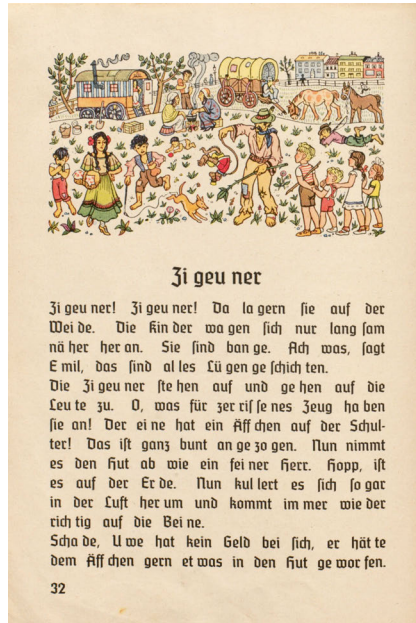 Zi geu ner
Zi geu ner! Zi geu ner! Da la gern sie auf der
Wei de. Die Kin der wa gen sich nur lang sam
nä her her an. Sie sind ban ge. Ach was, sagt
E mil, das sind al les Lü gen ge schich ten.
Die Zi geu ner ste hen auf und ge hen auf die
Leu te zu. O, was für zer ris se nes Zeug ha ben
sie an! Der ei ne hat ein Äff chen auf der Schul-
ter! Das ist ganz bunt an ge zo gen. Nun nimmt
es den Hut ab wie ein fei ner Herr. Hopp, ist
es auf der Er de. Nun kul lert es sich so gar
in der Luft her um und kommt im mer wie der
rich tig auf die Bei ne.
Scha de, U we hat kein Geld bei sich, er hät te
dem Äff chen gern et was in den Hut ge wor fen.
32